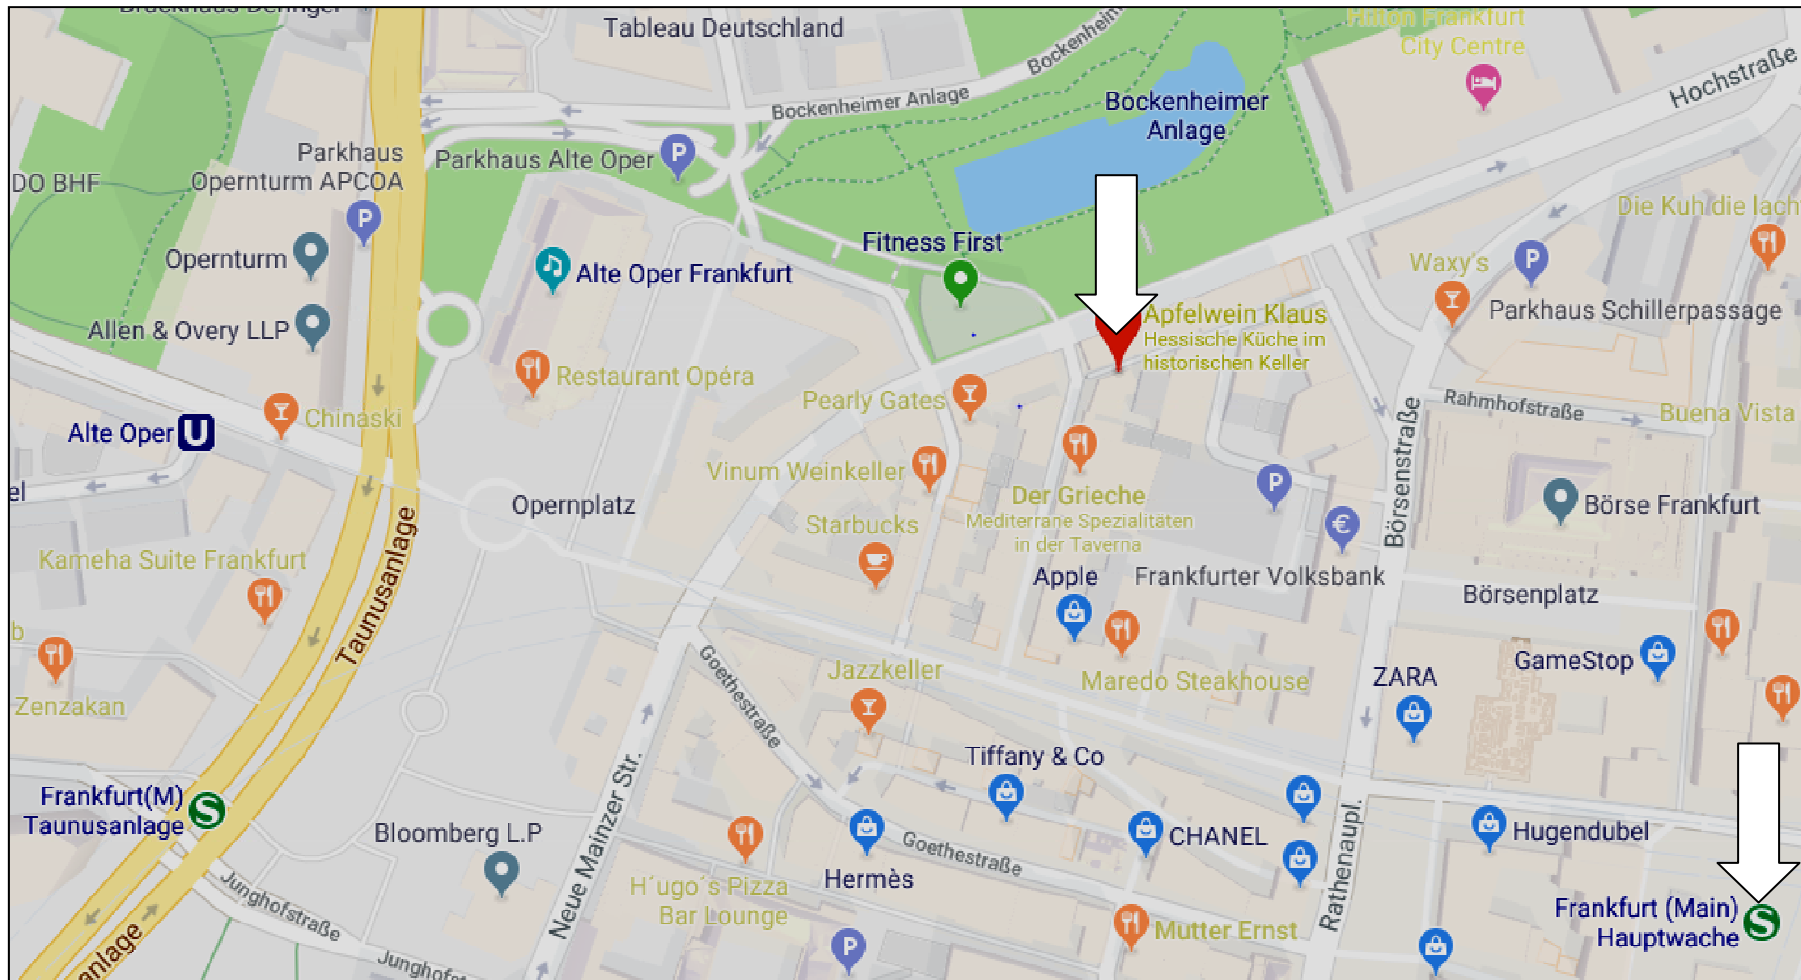 Tableau Deutschland
Hilton Frankfurt
City Centre
Bockenheimer Anlage
Bockenheimer
Anlage
Hochstraße
Parkhaus
Opernturm APCOA
P
Parkhaus Alte Oper
P
DO BHF
Die Kuh die lach
Opernturm
Alte Oper Frankfurt
Fitness First
Waxy's
P
Parkhaus Schillerpassage
Allen & Overy LLP
Apfelwein Klaus
Hessische Küche im
historischen Keller
Restaurant Opéra
Pearly Gates
Rahmhofstraße
Buena Vista
Chinaski
Alte Oper
U
Vinum Weinkeller
Der Grieche
Mediterrane Spezialitäten
in der Taverna
P
Börsenstraße
Börse Frankfurt
el
Opernplatz
Starbucks
€
Kameha Suite Frankfurt
Taunusanlage
Apple
Frankfurter Volksbank
Börsenplatz
b
Zenzakan
Goethestraße
Jazzkeller
Maredo Steakhouse
ZARA
GameStop
Tiffany & Co
Frankfurt(M)
Taunusanlage
S
Bloomberg L.P
Neue Mainzer Str.
Hermès
Goethestraße
CHANEL
Rathenaupl.
Hugendubel
Junghofstraße
H´ugo´s Pizza
Bar Lounge
P
Mutter Ernst
Frankfurt (Main)
Hauptwache
S
anlage
Junghofst